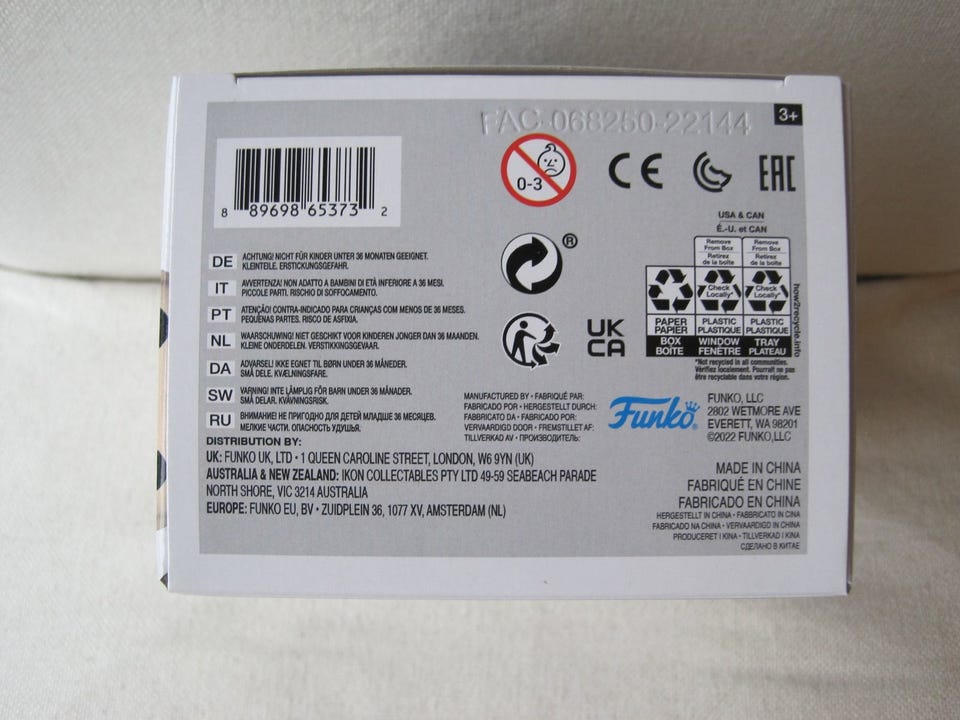 FAC-068250-22144
3+
8 89698 65373 2
0-3
CE
EAC
®
USA & CAN
É.-U. et CAN
Remove From Box
Retirez de la boîte
Remove From Box
Retirez de la boîte
Check Locally*
Check Locally*
PAPER
PAPIER
PLASTIC
PLASTIQUE
PLASTIC
PLASTIQUE
BOX
BOÎTE
WINDOW
FENÊTRE
TRAY
PLATEAU
how2recycle.info
*Not recycled in all communities.
Vérifiez localement. Pourrait ne pas
être recyclable dans votre région.
UK
CA
DE ACHTUNG! NICHT FÜR KINDER UNTER 36 MONATEN GEEIGNET.
KLEINTEILE. ERSTICKUNGSGEFAHR.
IT AVVERTENZA! NON ADATTO A BAMBINI DI ETÀ INFERIORE A 36 MESI.
PICCOLE PARTI. RISCHIO DI SOFFOCAMENTO.
PT ATENÇÃO! CONTRA-INDICADO PARA CRIANÇAS COM MENOS DE 36 MESES.
PEQUENAS PARTES. RISCO DE ASFIXIA.
NL WAARSCHUWING! NIET GESCHIKT VOOR KINDEREN JONGER DAN 36 MAANDEN.
KLEINE ONDERDELEN. VERSTIKKINGSGEVAAR.
DA ADVARSEL! IKKE EGNET TIL BØRN UNDER 36 MÅNEDER.
SMÅ DELE. KVÆLNINGSFARE.
SW VARNING! INTE LÄMPLIG FÖR BARN UNDER 36 MÅNADER.
SMÅ DELAR. KVÄVNINGSRISK.
RU ВНИМАНИЕ! НЕ ПРИГОДНО ДЛЯ ДЕТЕЙ МЛАДШЕ 36 МЕСЯЦЕВ.
МЕЛКИЕ ЧАСТИ. ОПАСНОСТЬ УДУШЬЯ.
MANUFACTURED BY • FABRIQUÉ PAR:
FABRICADO POR • HERGESTELLT DURCH:
FABBRICATO DA • FABRICADO POR:
VERVAARDIGD DOOR • FREMSTILLET AF:
TILLVERKAD AV • ПРОИЗВОДИТЕЛЬ:
Funko
FUNKO, LLC
2802 WETMORE AVE
EVERETT, WA 98201
©2022 FUNKO,LLC
DISTRIBUTION BY:
UK: FUNKO UK, LTD • 1 QUEEN CAROLINE STREET, LONDON, W6 9YN (UK)
AUSTRALIA & NEW ZEALAND: IKON COLLECTABLES PTY LTD 49-59 SEABEACH PARADE
NORTH SHORE, VIC 3214 AUSTRALIA
EUROPE: FUNKO EU, BV • ZUIDPLEIN 36, 1077 XV, AMSTERDAM (NL)
MADE IN CHINA
FABRIQUÉ EN CHINE
FABRICADO EN CHINA
HERGESTELLT IN CHINA • FABBRICATO IN CINA
FABRICADO NA CHINA • VERVAARDIGD IN CHINA
PRODUCERET I KINA • TILLVERKAD I KINA
СДЕЛАНО В КИТАЕ